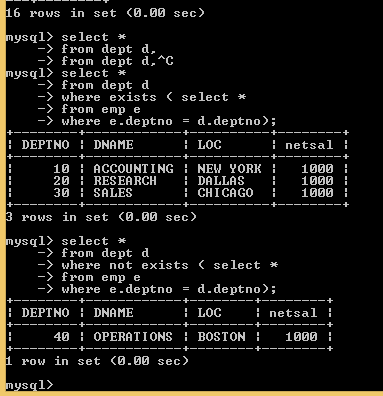 16 rows in set (0.00 sec)
mysql> select *
    -> from dept d,
    -> from dept d,^C
mysql> select *
    -> from dept d
    -> where exists ( select *
    -> from emp e
    -> where e.deptno = d.deptno);
+--------+------------+----------+--------+
| DEPTNO | DNAME      | LOC      | netsal |
+--------+------------+----------+--------+
|     10 | ACCOUNTING | NEW YORK |   1000 |
|     20 | RESEARCH   | DALLAS   |   1000 |
|     30 | SALES      | CHICAGO  |   1000 |
+--------+------------+----------+--------+
3 rows in set (0.00 sec)
mysql> select *
    -> from dept d
    -> where not exists ( select *
    -> from emp e
    -> where e.deptno = d.deptno);
+--------+------------+--------+--------+
| DEPTNO | DNAME      | LOC    | netsal |
+--------+------------+--------+--------+
|     40 | OPERATIONS | BOSTON |   1000 |
+--------+------------+--------+--------+
1 row in set (0.00 sec)
mysql>